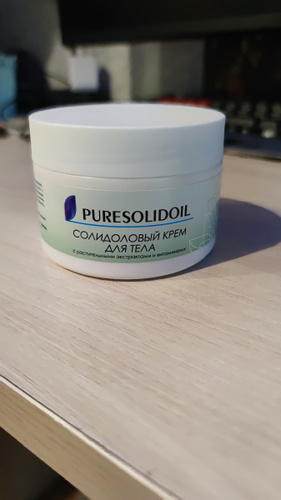 PURESOLIDOIL
СОЛИДОЛОВЫЙ КРЕМ
ДЛЯ ТЕЛА
с растительными экстрактами и витаминами